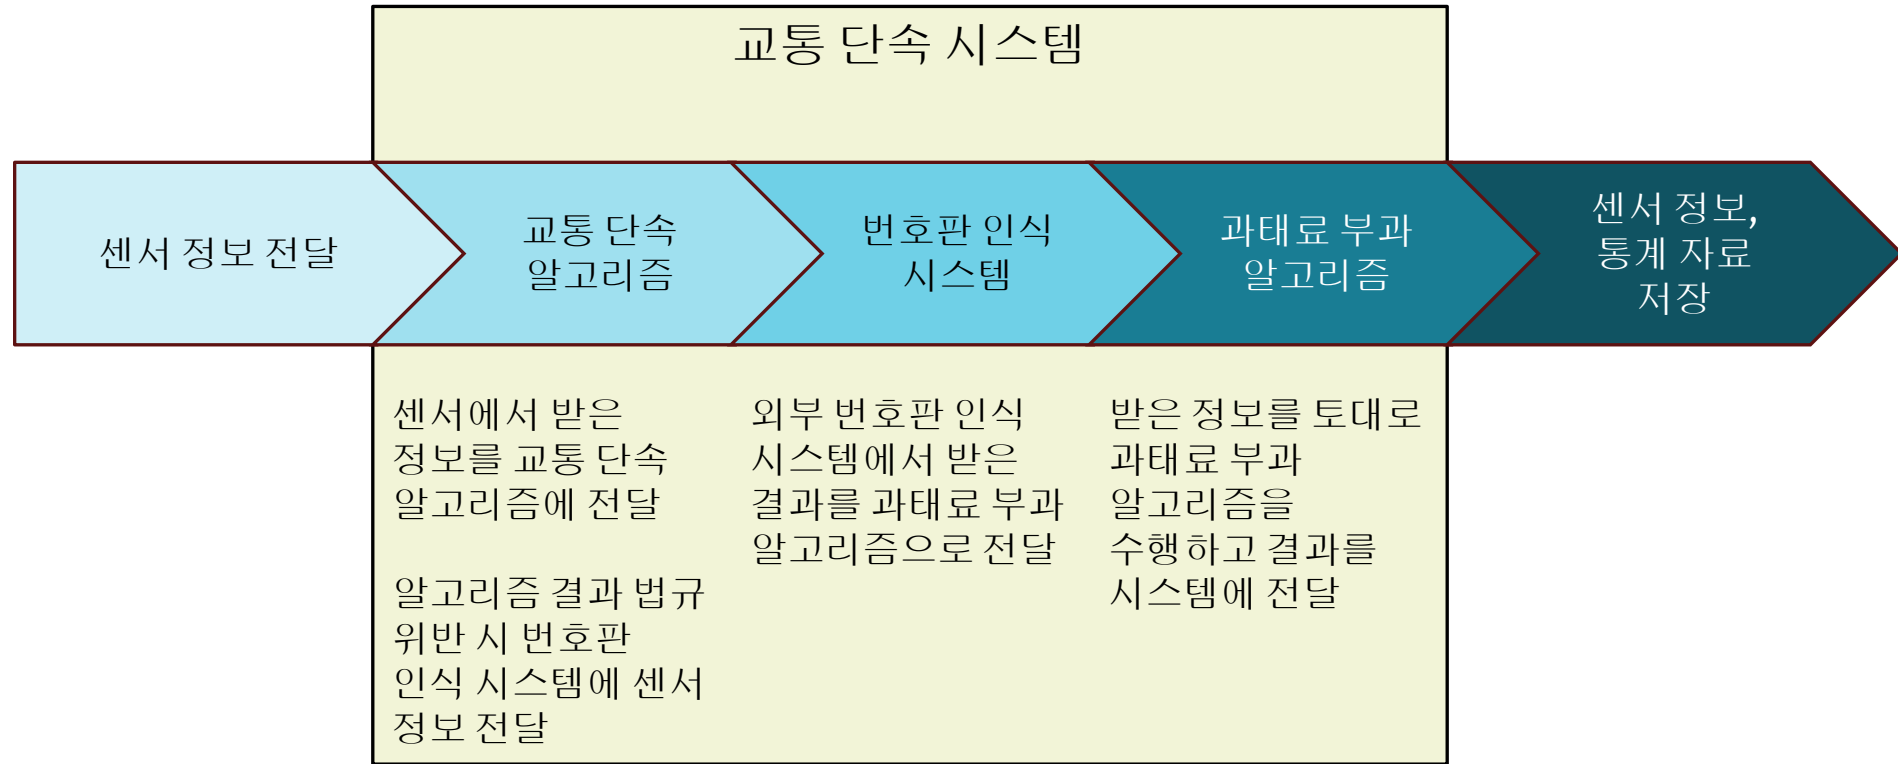 교통 단속 시스템
센서 정보 전달
교통 단속
알고리즘
번호판 인식
시스템
과태료 부과
알고리즘
센서 정보,
통계 자료
저장
센서에서 받은
정보를 교통 단속
알고리즘에 전달
알고리즘 결과 법규
위반 시 번호판
인식 시스템에 센서
정보 전달
외부 번호판 인식
시스템에서 받은
결과를 과태료 부과
알고리즘으로 전달
받은 정보를 토대로
과태료 부과
알고리즘을
수행하고 결과를
시스템에 전달